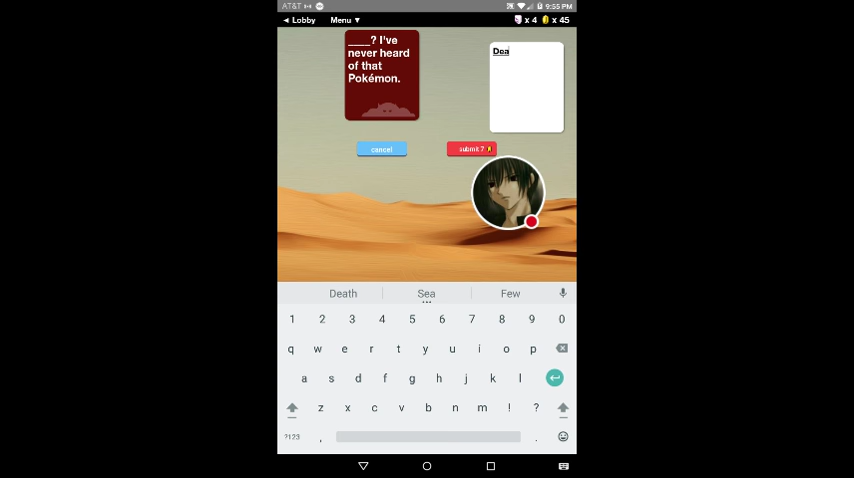 AT&T
9:55 PM
◄ Lobby
Menu ▼
x 4
x 45
____? I've
never heard
of that
Pokémon.
Dea
cancel
submit ?
Death
Sea
Few
1 2 3 4 5 6 7 8 9 0
q w e r t y u i o p
a s d f g h j k l
z x c v b n m ! ?
?123 , .